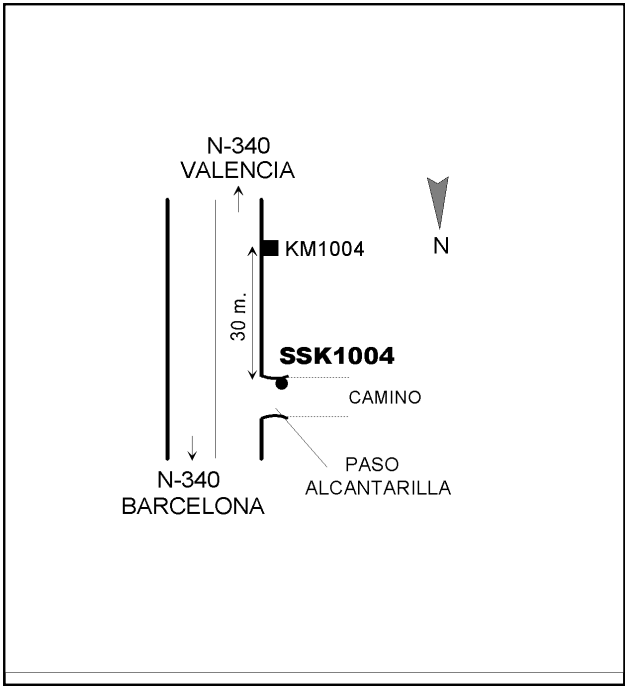 N-340
VALENCIA
N
KM1004
30 m.
SSK1004
CAMINO
PASO
ALCANTARILLA
N-340
BARCELONA